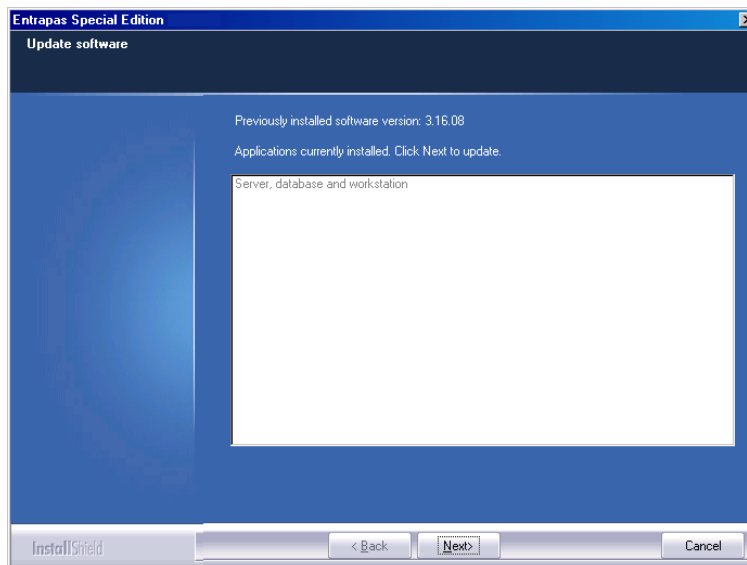 Entrapas Special Edition
Update software
Previously installed software version: 3.16.08
Applications currently installed. Click Next to update.
Server, database and workstation
InstallShield
< Back
Next>
Cancel